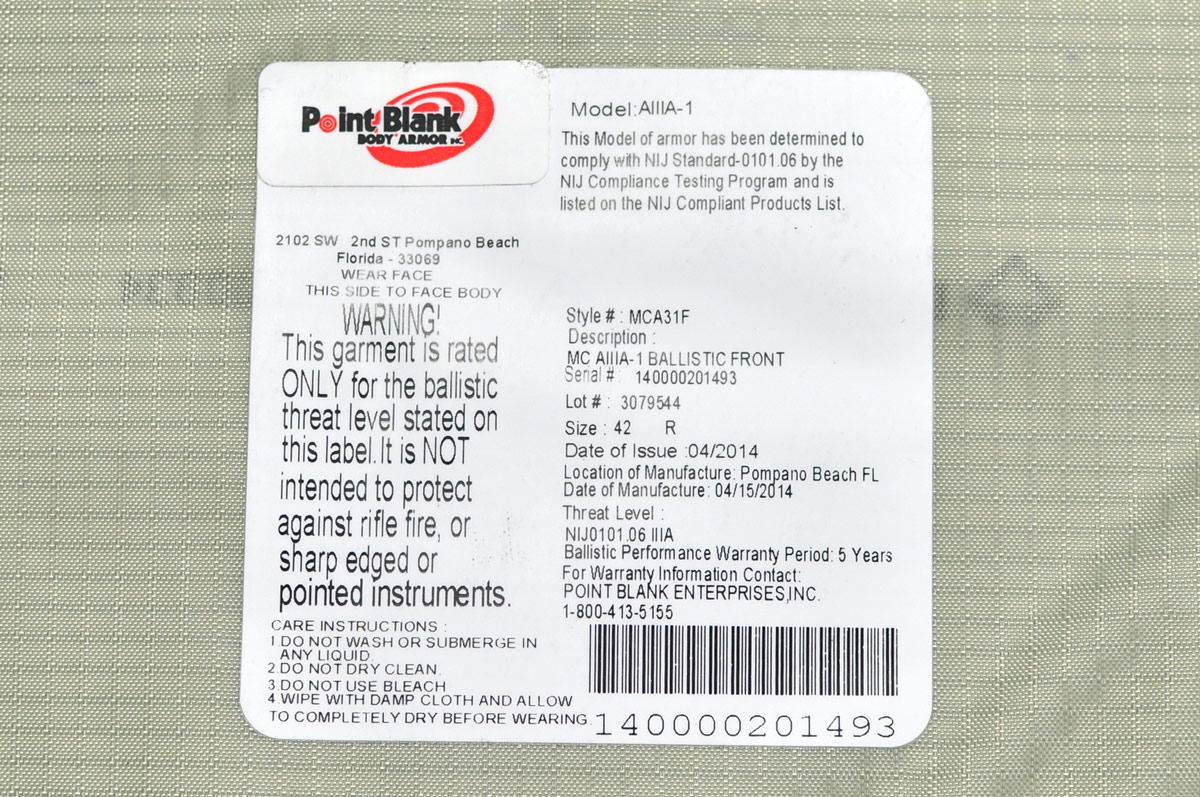 Point Blank
BODY ARMOR INC.
2102 SW 2nd ST Pompano Beach
Florida - 33069
WEAR FACE
THIS SIDE TO FACE BODY
WARNING!
This garment is rated
ONLY for the ballistic
threat level stated on
this label. It is NOT
intended to protect
against rifle fire, or
sharp edged or
pointed instruments.
CARE INSTRUCTIONS :
1.DO NOT WASH OR SUBMERGE IN
ANY LIQUID.
2.DO NOT DRY CLEAN.
3.DO NOT USE BLEACH
4.WIPE WITH DAMP CLOTH AND ALLOW
TO COMPLETELY DRY BEFORE WEARING.
Model:AIIIA-1
This Model of armor has been determined to
comply with NIJ Standard-0101.06 by the
NIJ Compliance Testing Program and is
listed on the NIJ Compliant Products List.
Style # : MCA31F
Description :
MC AIIIA-1 BALLISTIC FRONT
Serial # : 140000201493
Lot # : 3079544
Size : 42 R
Date of Issue :04/2014
Location of Manufacture: Pompano Beach FL
Date of Manufacture: 04/15/2014
Threat Level :
NIJ0101.06 IIIA
Ballistic Performance Warranty Period: 5 Years
For Warranty Information Contact:
POINT BLANK ENTERPRISES,INC.
1-800-413-5155
140000201493